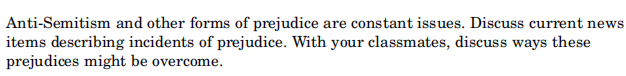 Anti-Semitism and other forms of prejudice are constant issues. Discuss current news
items describing incidents of prejudice. With your classmates, discuss ways these
prejudices might be overcome.